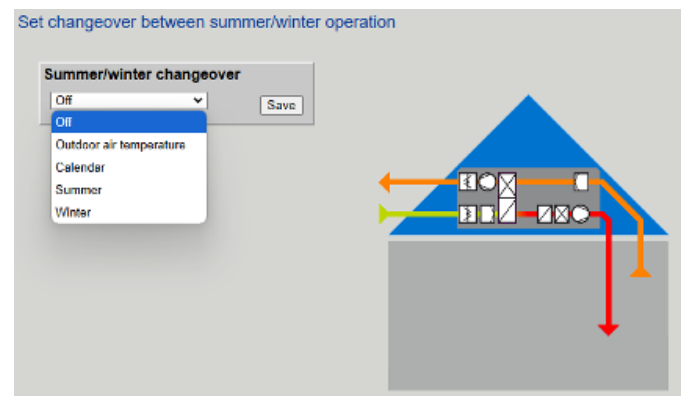 Set changeover between summer/winter operation
Summer/winter changeover
Off
Save
Off
Outdoor air temperature
Calendar
Summer
Winter